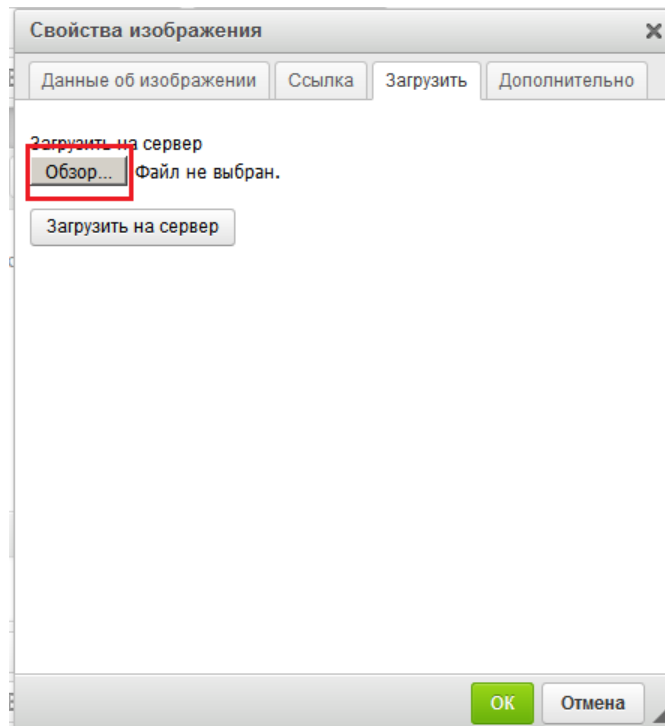 Свойства изображения
Данные об изображении Ссылка Загрузить Дополнительно
Загрузить на сервер
Обзор... Файл не выбран.
Загрузить на сервер
ОК Отмена